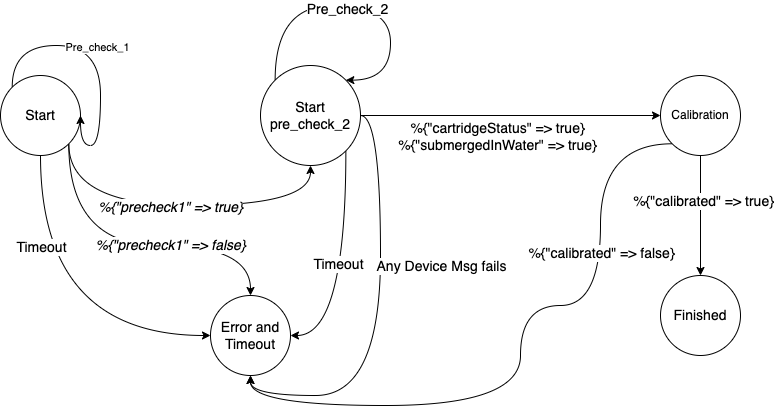 Pre_check_2
Pre_check_1
Start
Start
pre_check_2
Calibration
%{"cartridgeStatus" => true}
%{"submergedInWater" => true}
%{"precheck1" => true}
%{"calibrated" => true}
Timeout
%{"precheck1" => false}
%{"calibrated" => false}
Timeout
Any Device Msg fails
Error and
Timeout
Finished